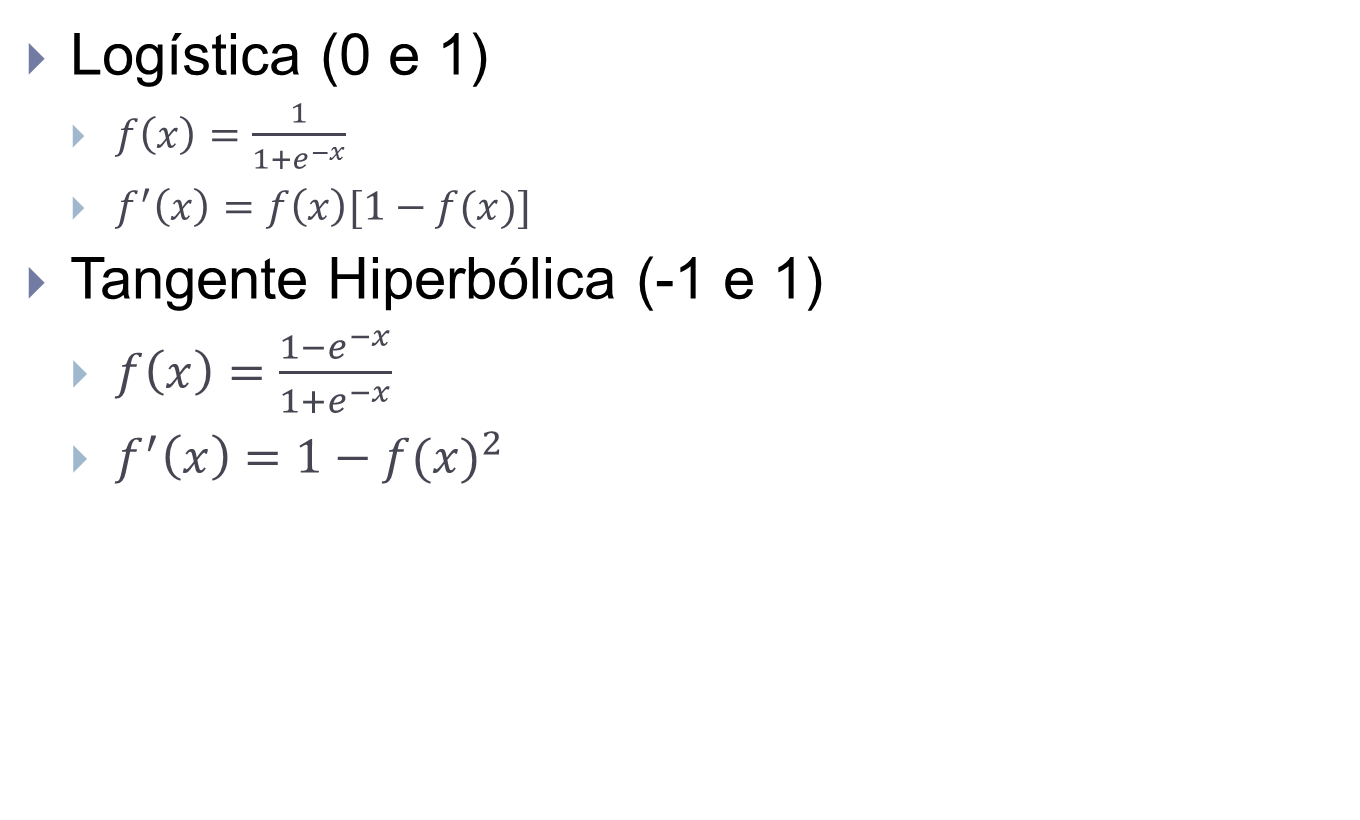 Logística (0 e 1)
f(x) = 1/(1+e^{-x})
f′(x) = f(x)[1 − f(x)]
Tangente Hiperbólica (-1 e 1)
f(x) = (1−e^{-x})/(1+e^{-x})
f′(x) = 1 − f(x)²